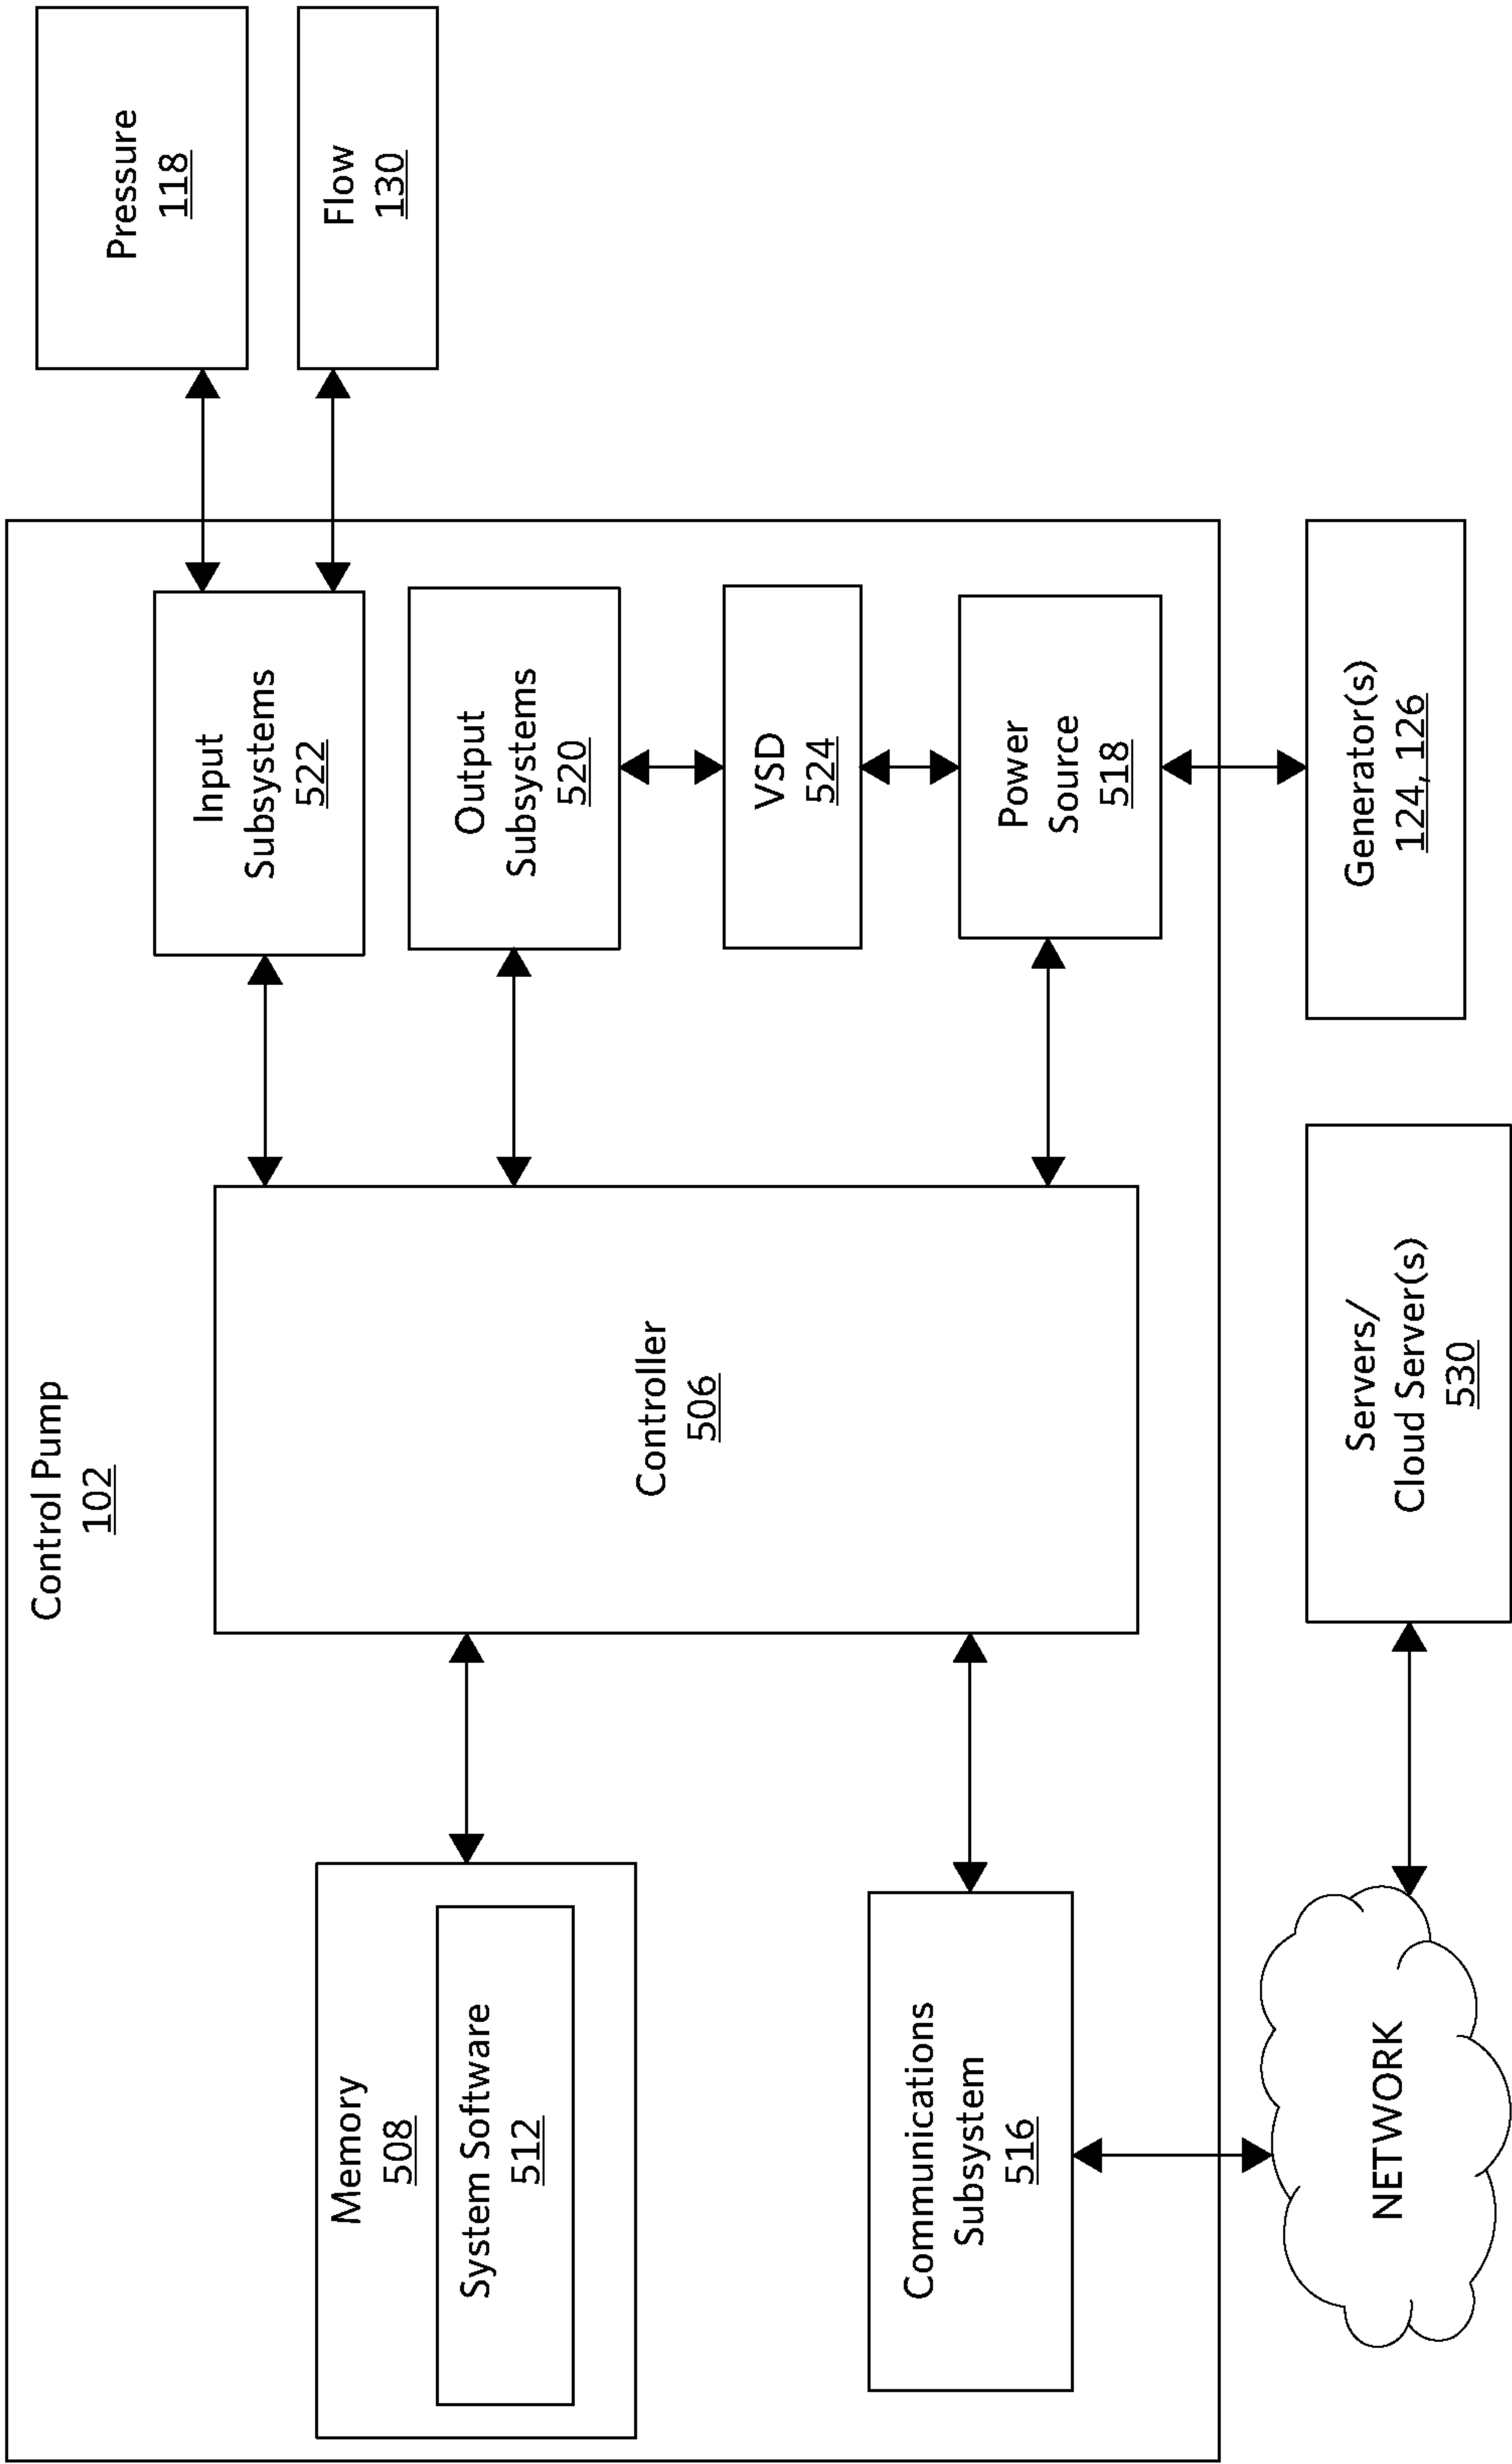 Control Pump
102
Memory
508
System Software
512
Communications
Subsystem
516
Controller
506
Input
Subsystems
522
Output
Subsystems
520
VSD
524
Power
Source
518
Pressure
118
Flow
130
NETWORK
Servers/
Cloud Server(s)
530
Generator(s)
124, 126